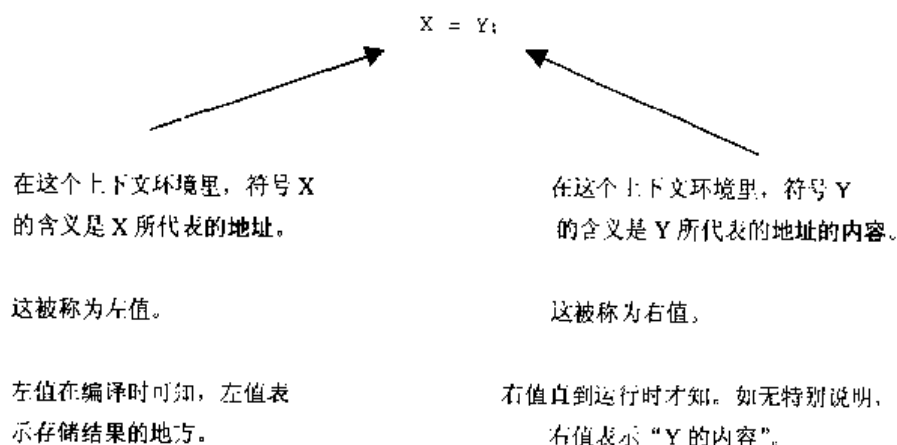 X = Y;
在这个上下文环境里，符号 X
的含义是 X 所代表的地址。
这被称为左值。
左值在编译时可知，左值表
示存储结果的地方。
在这个上下文环境里，符号 Y
的含义是 Y 所代表的地址的内容。
这被称为右值。
右值直到运行时才知。如无特别说明，
右值表示“Y 的内容”。